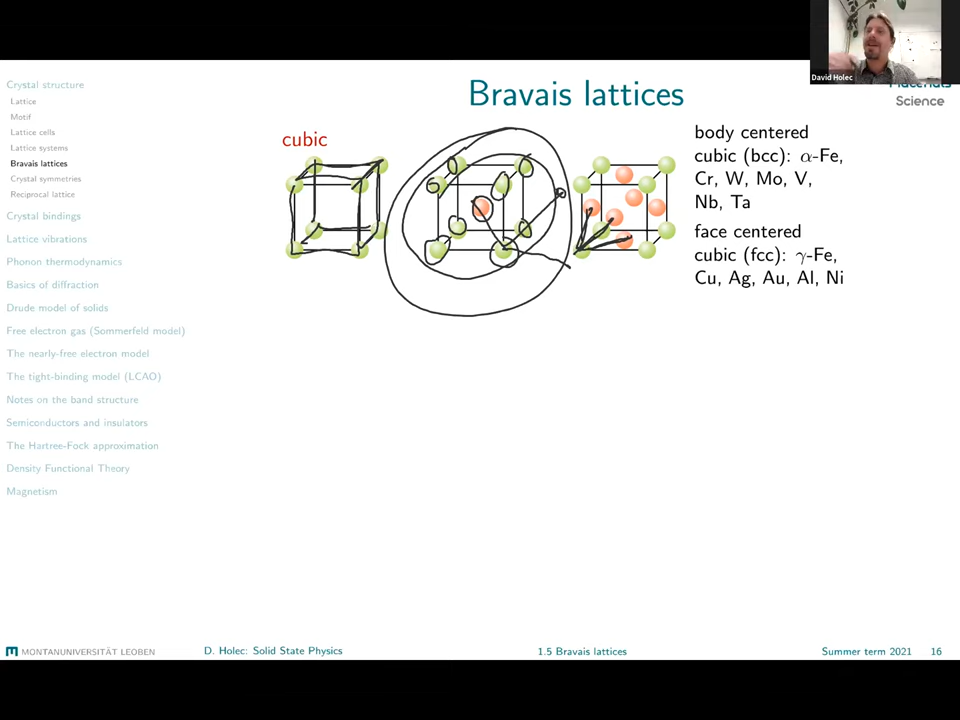 David Holec
Materials
Science
Crystal structure
Lattice
Motif
Lattice cells
Lattice systems
Bravais lattices
Crystal symmetries
Reciprocal lattice
Crystal bindings
Lattice vibrations
Phonon thermodynamics
Basics of diffraction
Drude model of solids
Free electron gas (Sommerfeld model)
The nearly-free electron model
The tight-binding model (LCAO)
Notes on the band structure
Semiconductors and insulators
The Hartree-Fock approximation
Density Functional Theory
Magnetism
Bravais lattices
cubic
body centered
cubic (bcc): α-Fe,
Cr, W, Mo, V,
Nb, Ta
face centered
cubic (fcc): γ-Fe,
Cu, Ag, Au, Al, Ni
MONTANUNIVERSITÄT LEOBEN
D. Holec: Solid State Physics
1.5 Bravais lattices
Summer term 2021 16